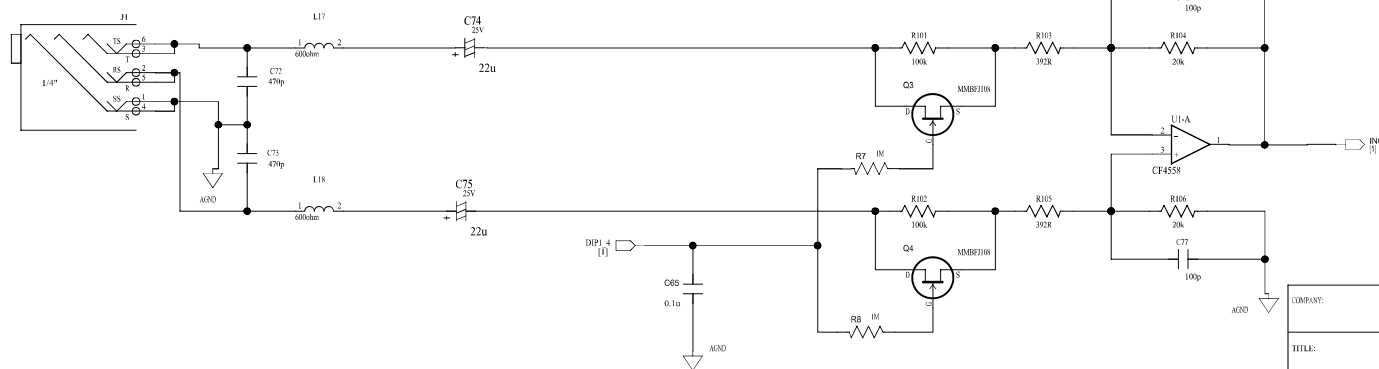 100p
J1
L17
C74
25V
TS 6
3
T
1 2
600ohm
+
22u
R101
100k
R103
392R
R104
20k
RS 2
5
R
C72
470p
1/4"
SS 1
4
S
Q3
MMBFJ108
D S
G
U1-A
2 -
1
3 +
CF4558
[1]
R7 1M
C73
470p
AGND
L18
C75
25V
1 2
600ohm
+
22u
R102
100k
R105
392R
R106
20k
DIP1_4
[1]
Q4
MMBFJ108
D S
G
C77
100p
C65
0.1u
R8 1M
AGND
AGND
COMPANY:
TITLE: